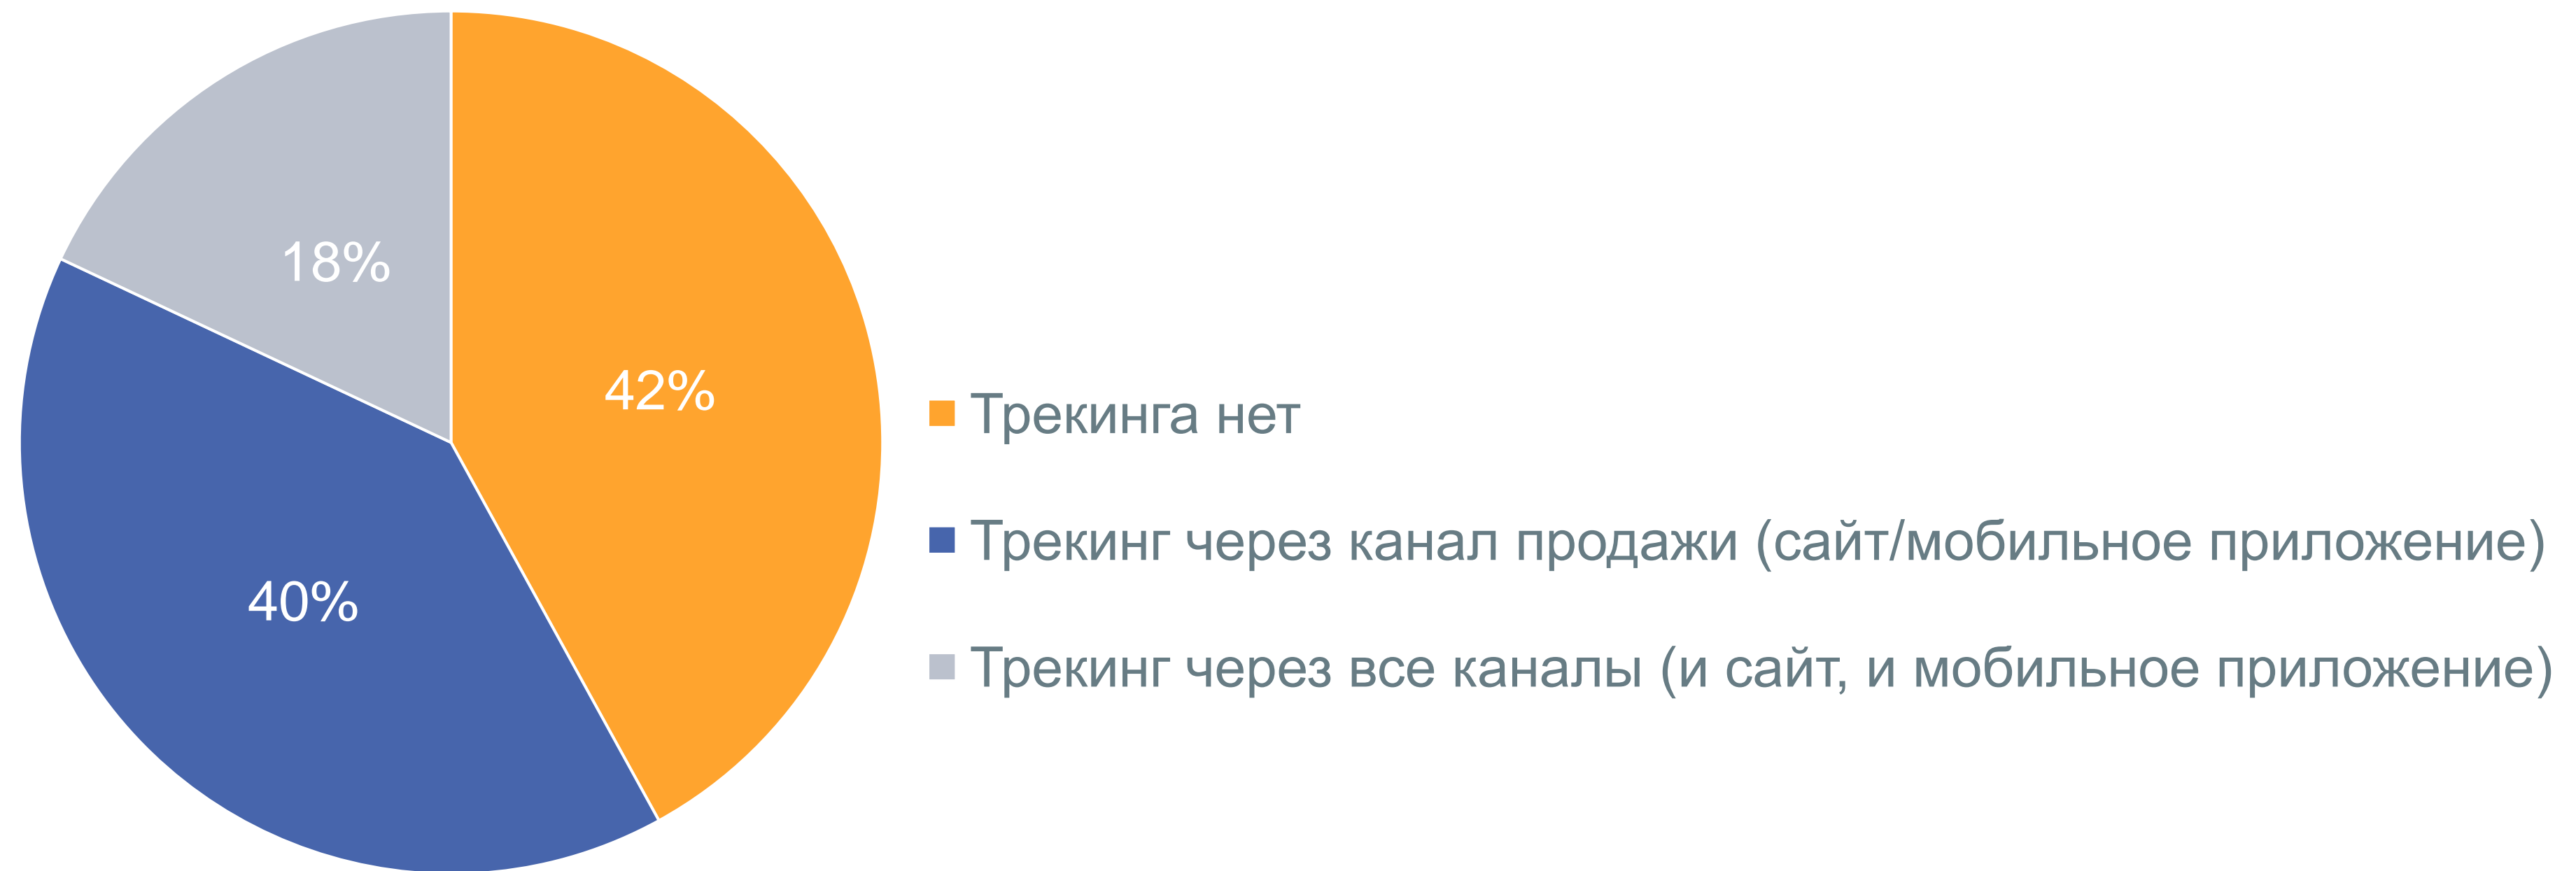 18%
42%
40%
Трекинга нет
Трекинг через канал продажи (сайт/мобильное приложение)
Трекинг через все каналы (и сайт, и мобильное приложение)